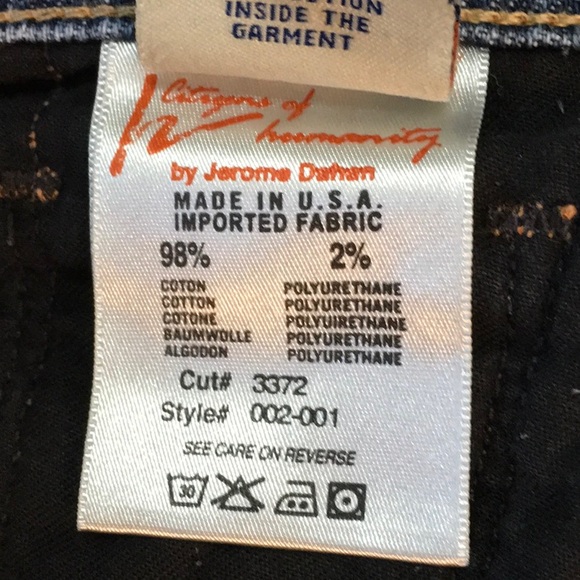 INSIDE THE
GARMENT
Citizens of
humanity
by Jerome Dahan
MADE IN U.S.A.
IMPORTED FABRIC
98% 2%
COTON POLYURETHANE
COTTON POLYURETHANE
COTONE POLYUIRETHANE
BAUMWOLLE POLYURETHANE
ALGODON POLYURETHANE
Cut# 3372
Style# 002-001
SEE CARE ON REVERSE
30